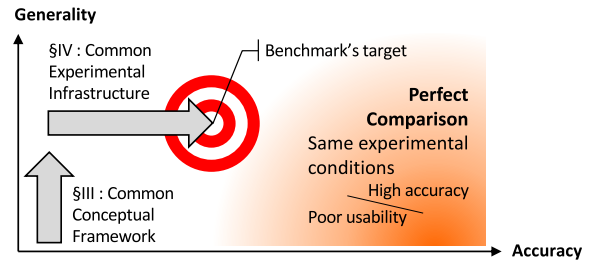 Generality
§IV : Common
Experimental
Infrastructure
Benchmark's target
Perfect
Comparison
Same experimental
conditions
High accuracy
Poor usability
§III : Common
Conceptual
Framework
Accuracy